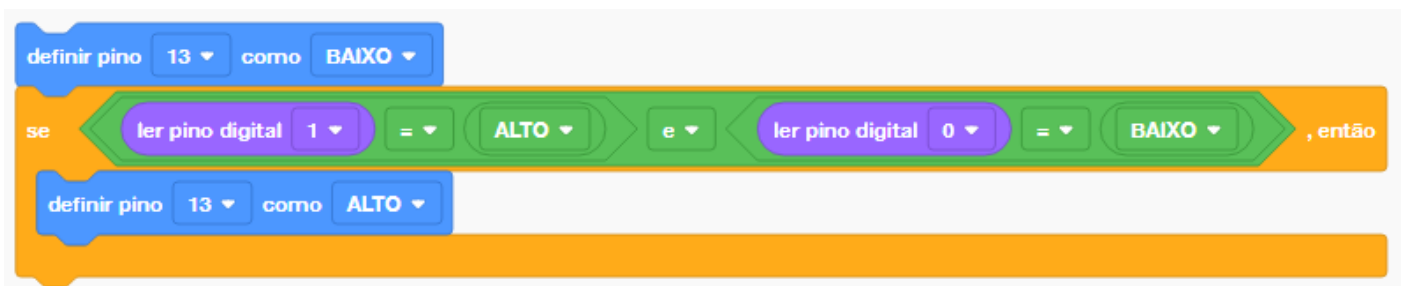 definir pino 13 como BAIXO
se ler pino digital 1 = ALTO e ler pino digital 0 = BAIXO , então
definir pino 13 como ALTO